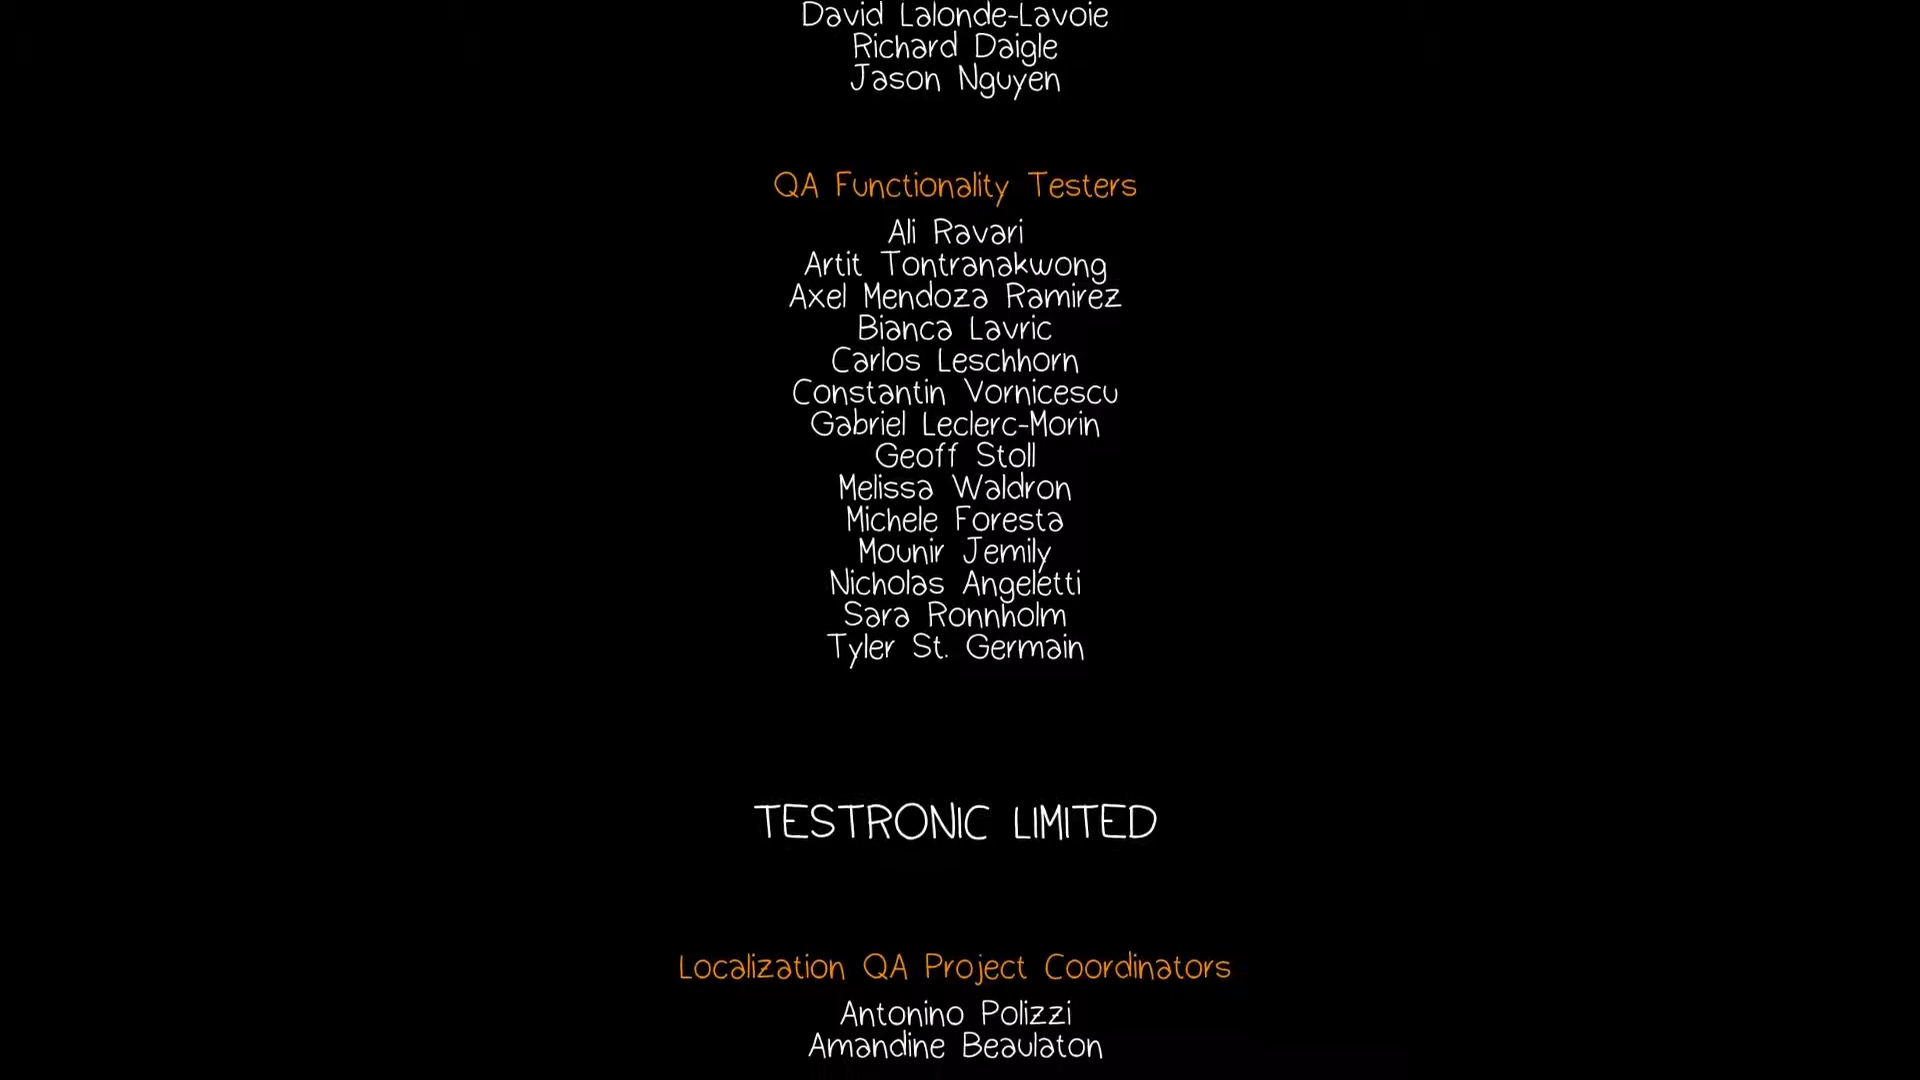 David Lalonde-Lavoie
Richard Daigle
Jason Nguyen
QA Functionality Testers
Ali Ravari
Artit Tontranakwong
Axel Mendoza Ramirez
Bianca Lavric
Carlos Leschhorn
Constantin Vornicescu
Gabriel Leclerc-Morin
Geoff Stoll
Melissa Waldron
Michele Foresta
Mounir Jemily
Nicholas Angeletti
Sara Ronnholm
Tyler St. Germain
TESTRONIC LIMITED
Localization QA Project Coordinators
Antonino Polizzi
Amandine Beaulaton